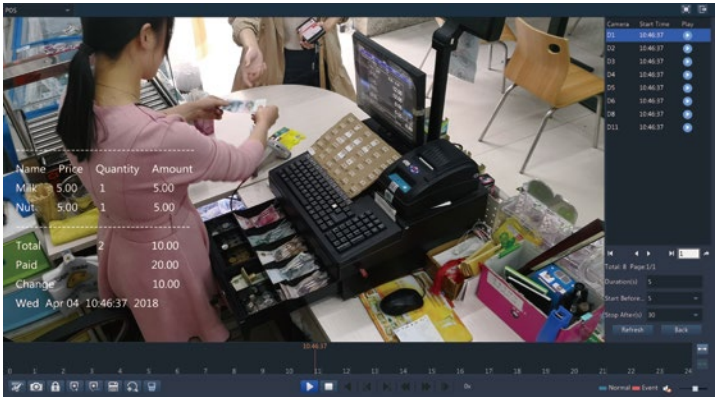 POS
Camera Start Time Play
D1 10:46:37
D2 10:46:37
D3 10:46:37
D4 10:46:37
D5 10:46:37
D6 10:46:37
D8 10:46:37
D11 10:46:37
---------------------------------
Name Price Quantity Amount
Milk 5.00 1 5.00
Nut 5.00 1 5.00
---------------------------------
Total 2 10.00
Paid 20.00
Change 10.00
Wed Apr 04 10:46:37 2018
1
Total: 8 Page:1/1
Duration(s) 5
Start Before... 5
Stop After(s) 30
Refresh Back
10:46:37
0 1 2 3 4 5 6 7 8 9 10 11 12 13 14 15 16 17 18 19 20 21 22 23 24
0x
Normal Event